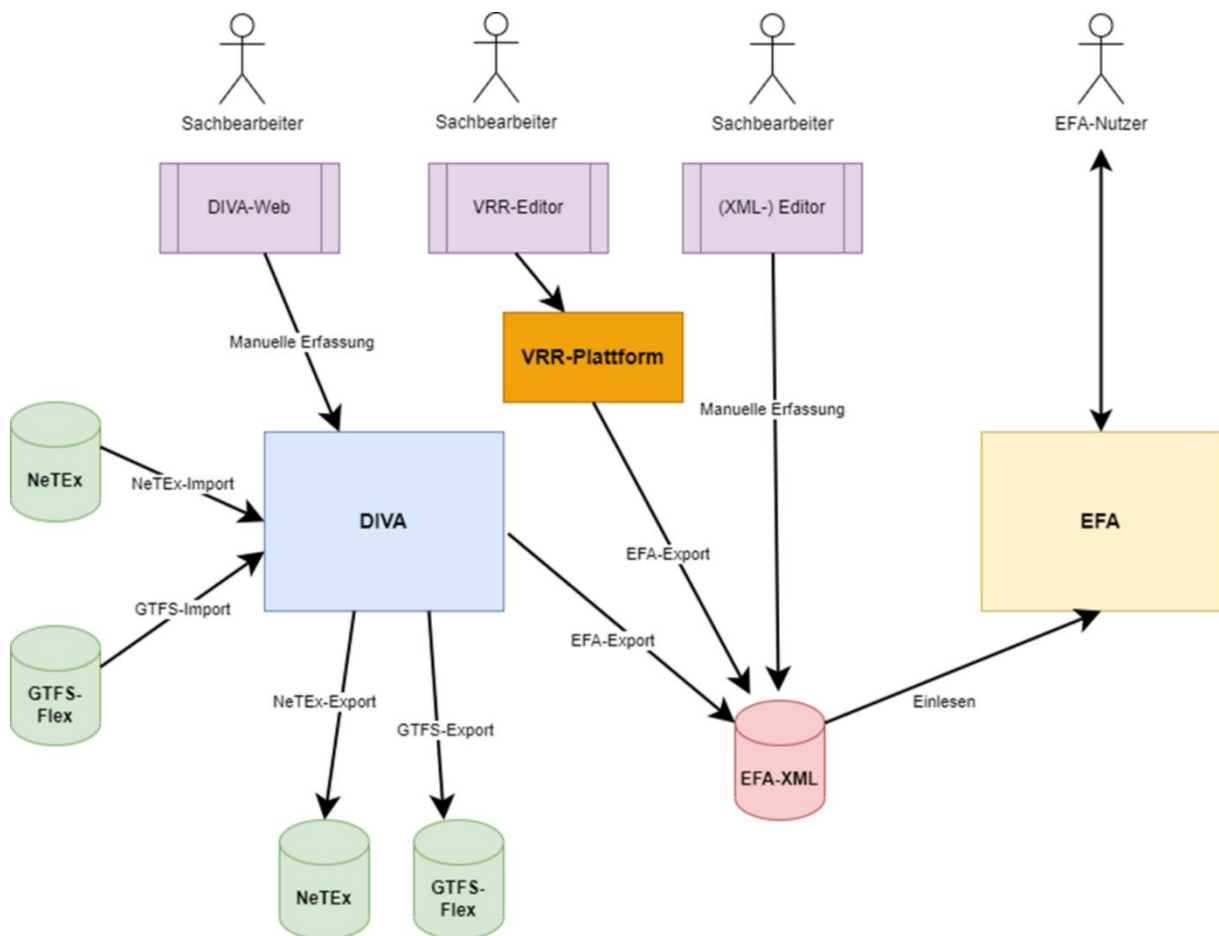 Sachbearbeiter
Sachbearbeiter
Sachbearbeiter
EFA-Nutzer
DIVA-Web
VRR-Editor
(XML-) Editor
Manuelle Erfassung
VRR-Plattform
Manuelle Erfassung
NeTEx
NeTEx-Import
DIVA
EFA
EFA-Export
GTFS-Import
EFA-Export
GTFS-
Flex
NeTEx-Export
GTFS-Export
Einlesen
EFA-XML
NeTEx
GTFS-
Flex